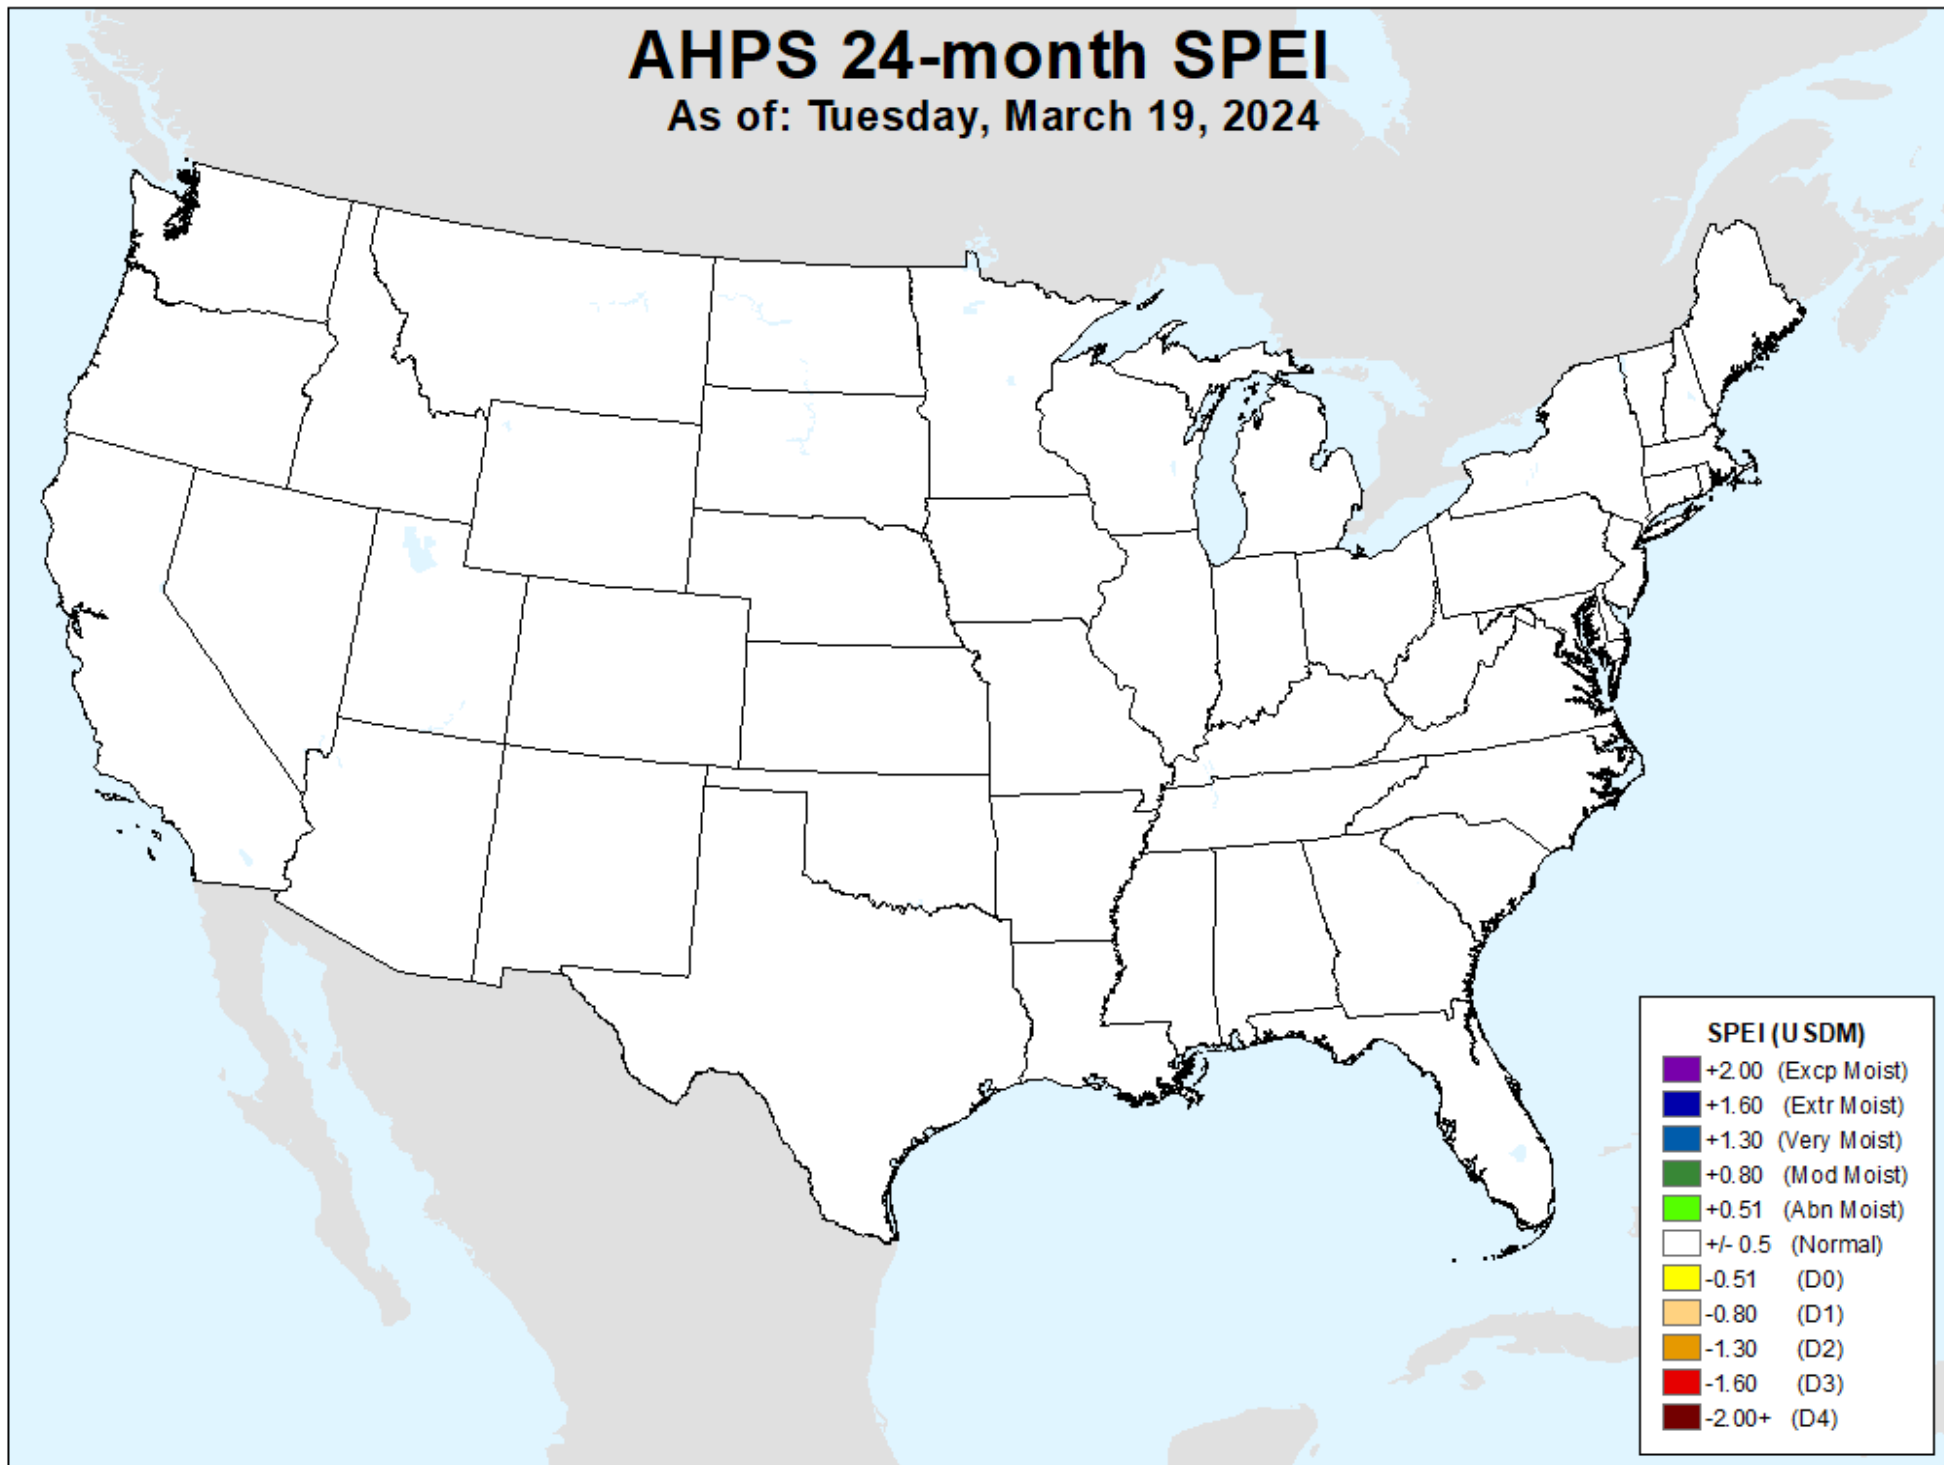 AHPS 24-month SPEI
As of: Tuesday, March 19, 2024
SPEI (USDM)
+2.00 (Excp Moist)
+1.60 (Extr Moist)
+1.30 (Very Moist)
+0.80 (Mod Moist)
+0.51 (Abn Moist)
+/- 0.5 (Normal)
-0.51 (D0)
-0.80 (D1)
-1.30 (D2)
-1.60 (D3)
-2.00+ (D4)